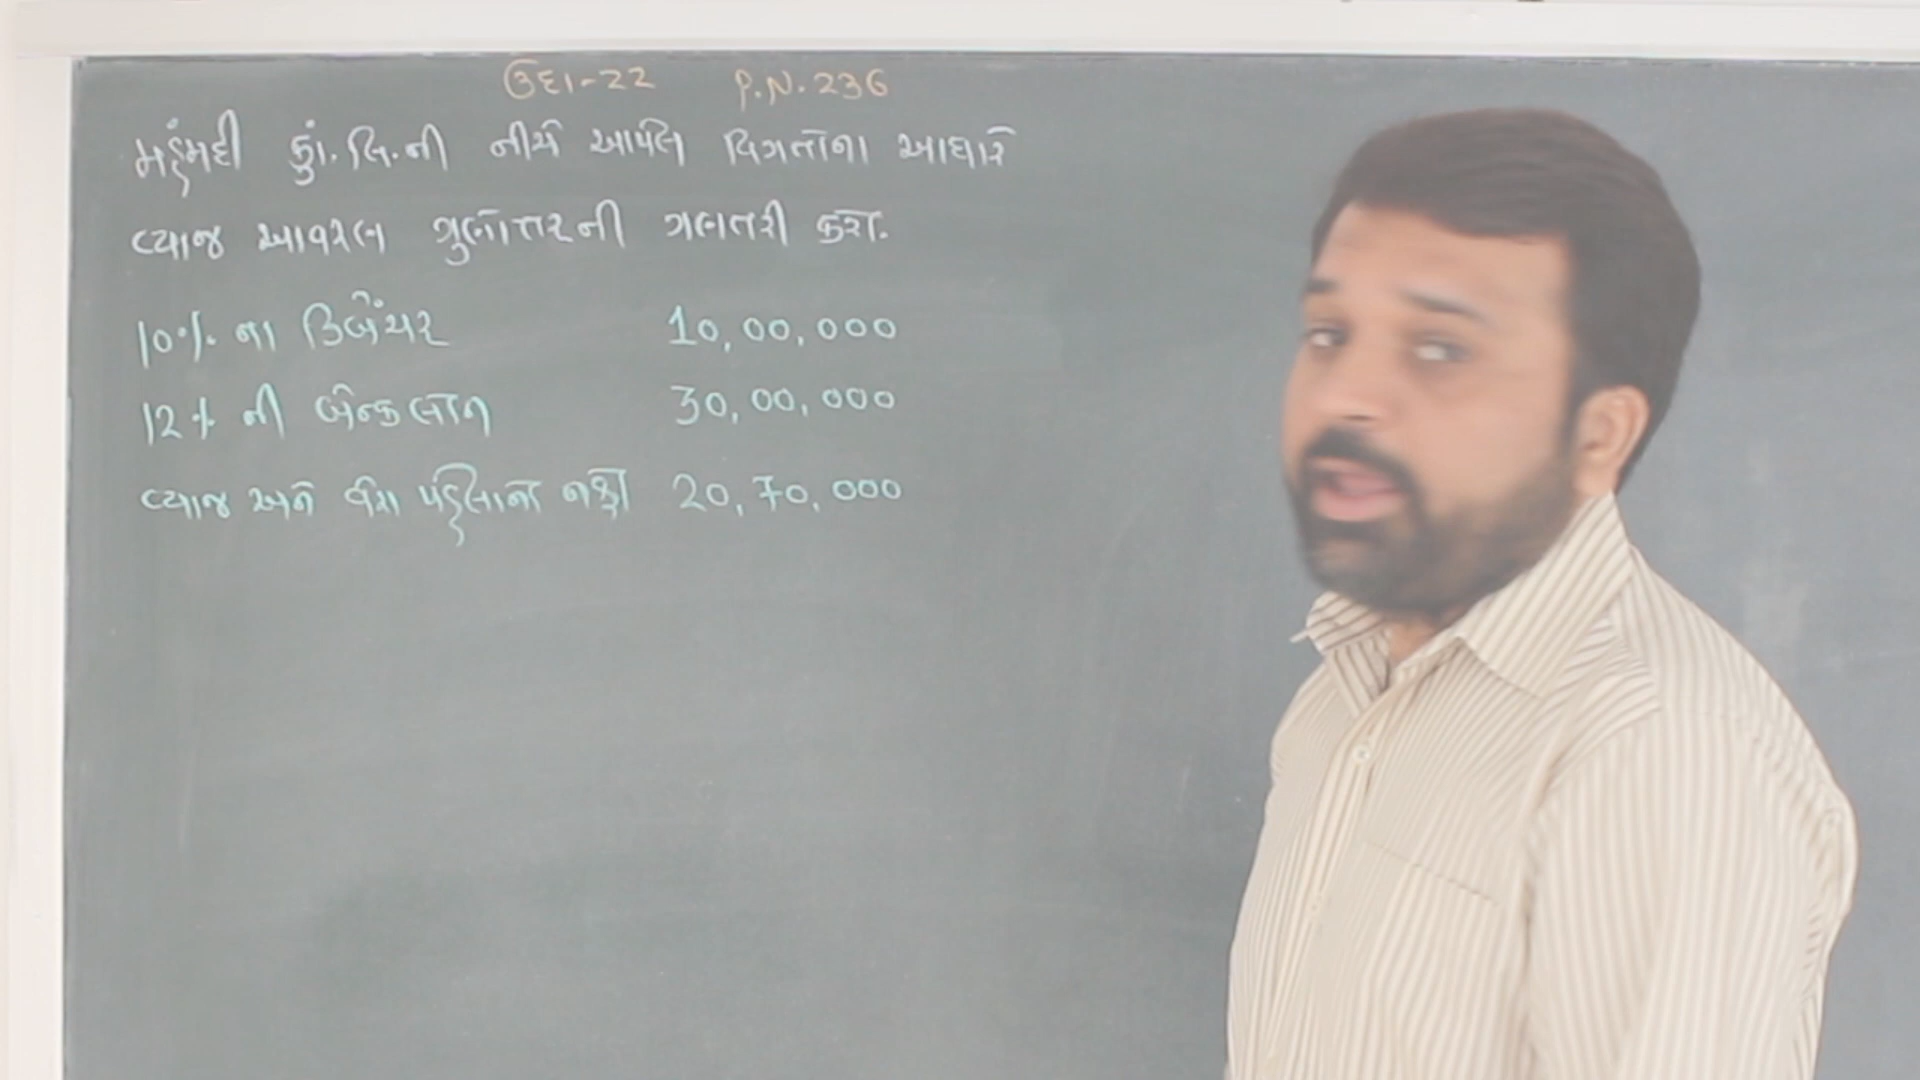 ઉદા-22 P.N.236
મહંમદી કું. લિ.ની નીચે આપેલ વિગતોના આધારે
વ્યાજ આવરણ ગુણોત્તરની ગણતરી કરો.
10% ના ડિબેંચર 10,00,000
12% ની બેન્કલોન 30,00,000
વ્યાજ અને વેરા પહેલાંનો નફો 20,70,000